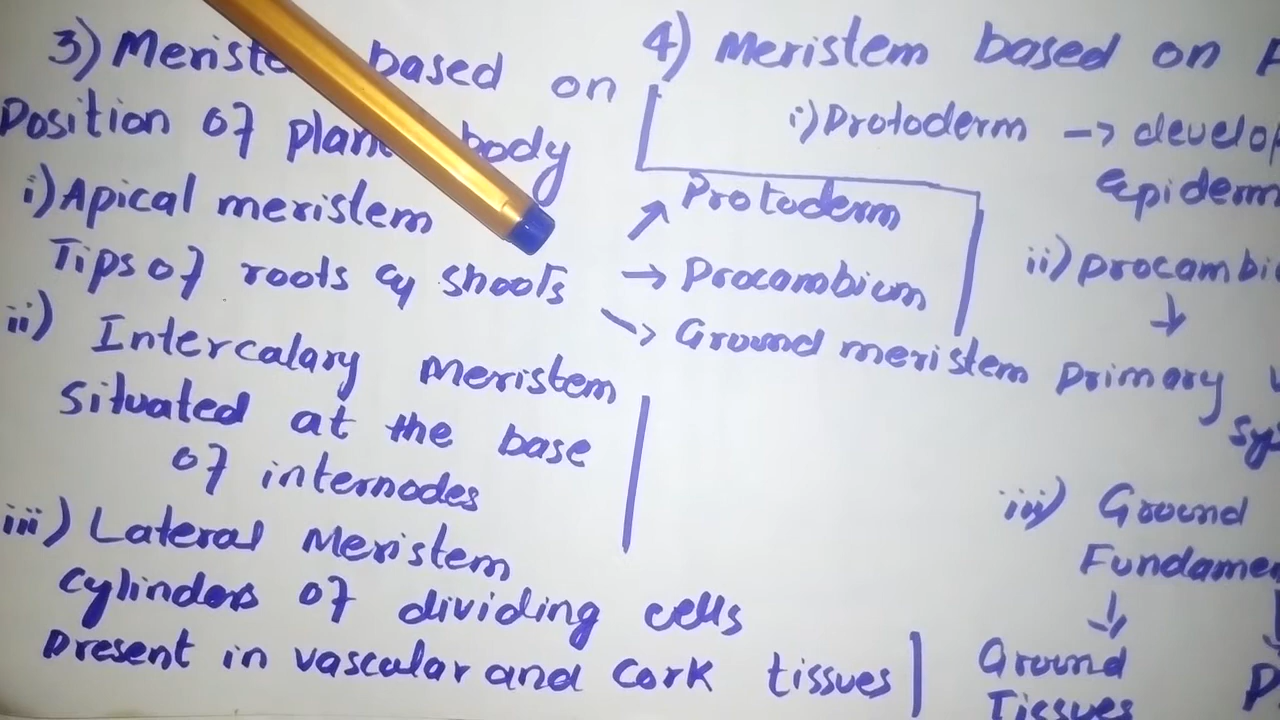 3) Meriste based on
Position of plan body
i) Apical meristem
Tips of roots & shoots
ii) Intercalary meristem
situated at the base
of internodes
iii) Lateral Meristem
cylinders of dividing cells
present in vascular and cork tissues
Protoderm
Procambium
Ground meristem
4) Meristem based on
i) Protoderm → develop
epiderm
ii) procambi
↓
primary
iii) Ground
Fundamen
↓
Ground
Tissues